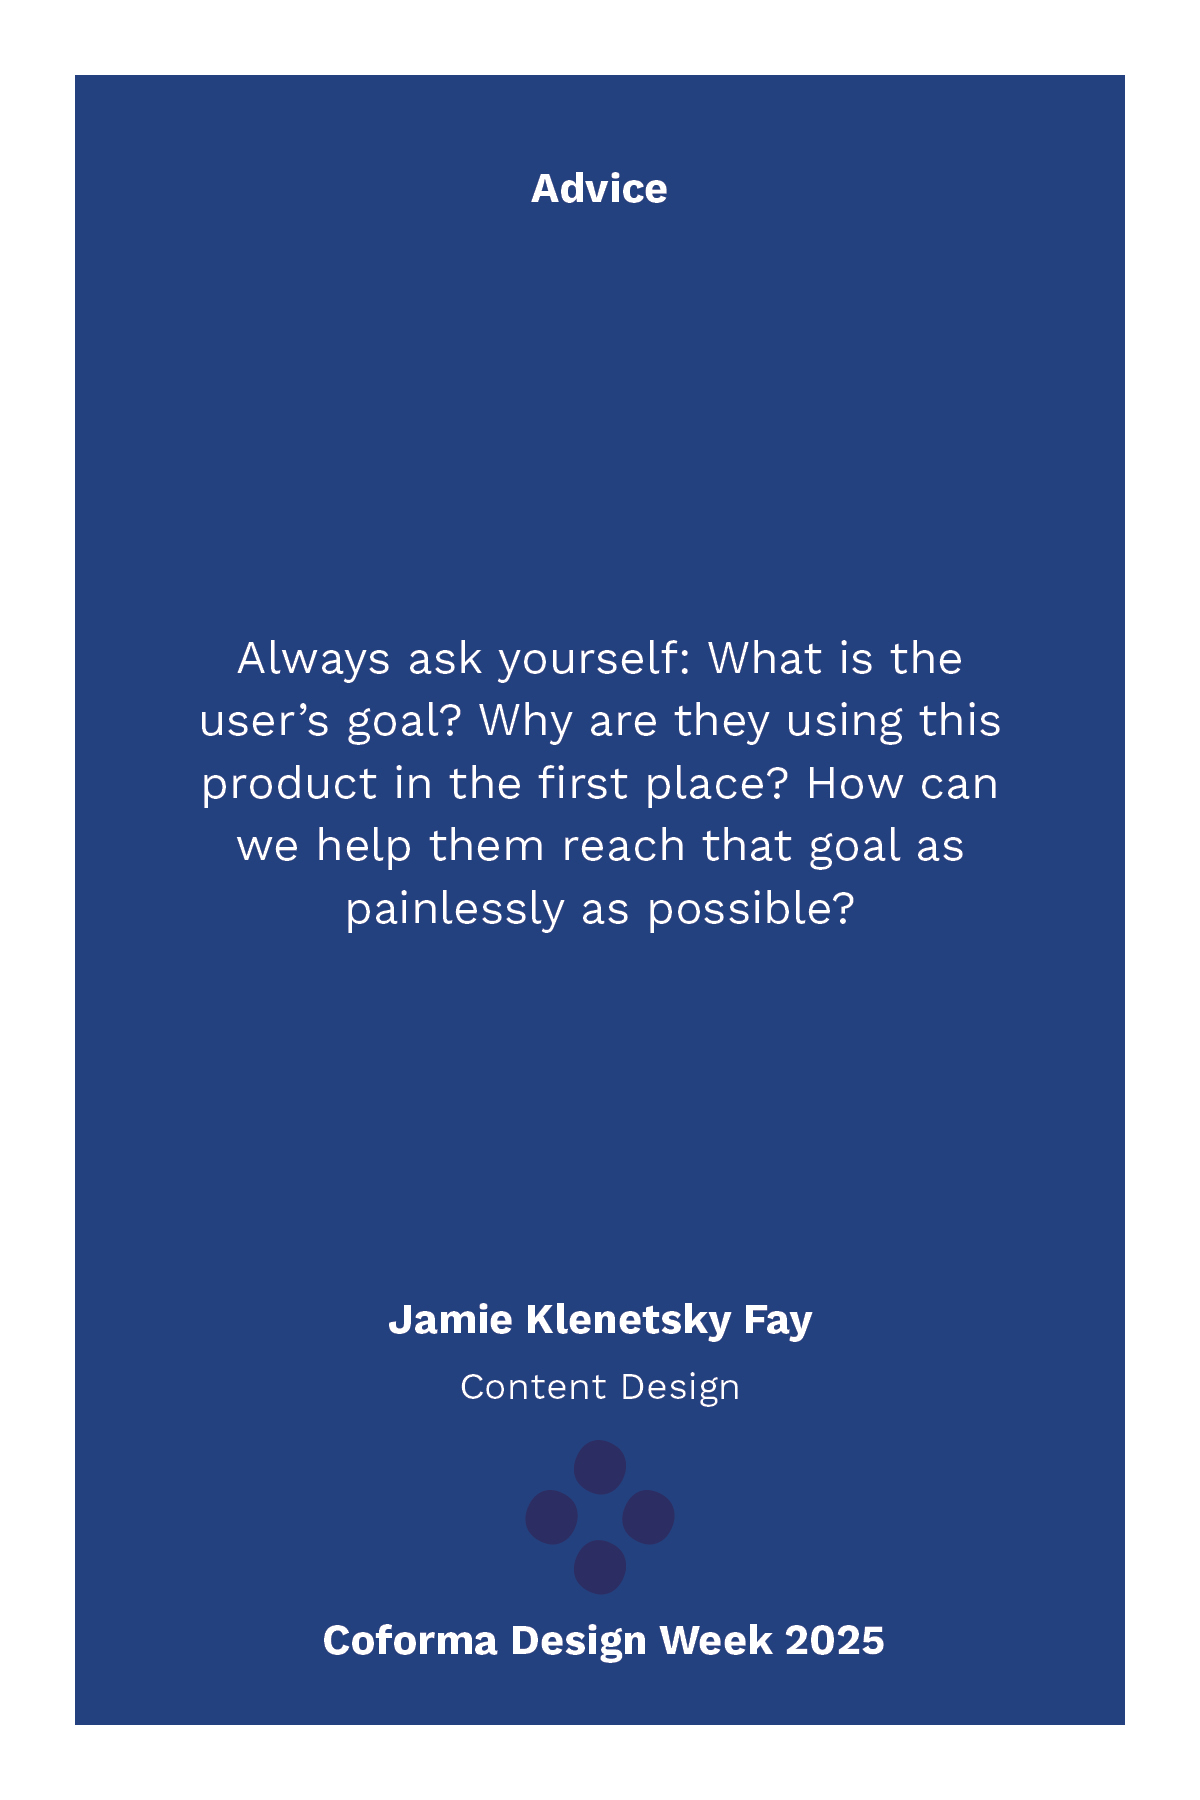 Advice
Always ask yourself: What is the
user’s goal? Why are they using this
product in the first place? How can
we help them reach that goal as
painlessly as possible?
Jamie Klenetsky Fay
Content Design
Coforma Design Week 2025